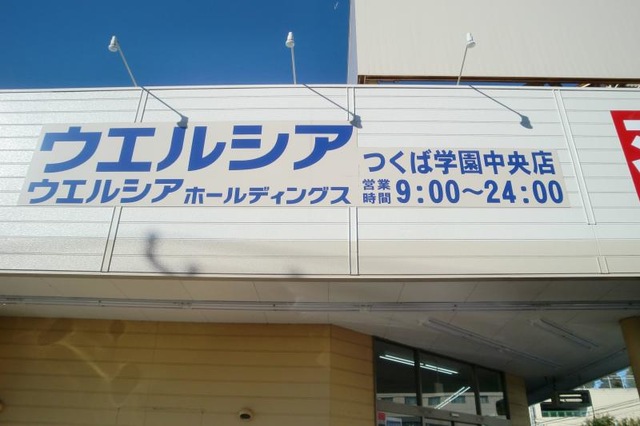 ウエルシア
ウエルシア ホールディングス
つくば学園中央店
営業時間 9:00〜24:00